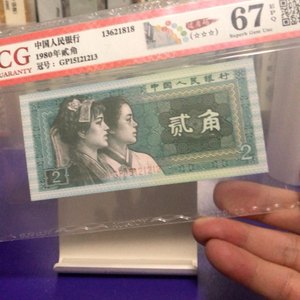 CG
GUARANTY
中国人民银行
1980年贰角
冠号：GP15121213
13621818
(☆☆☆)
67
EPQ
Superb Gem Unc
中国人民银行
贰角
2
2